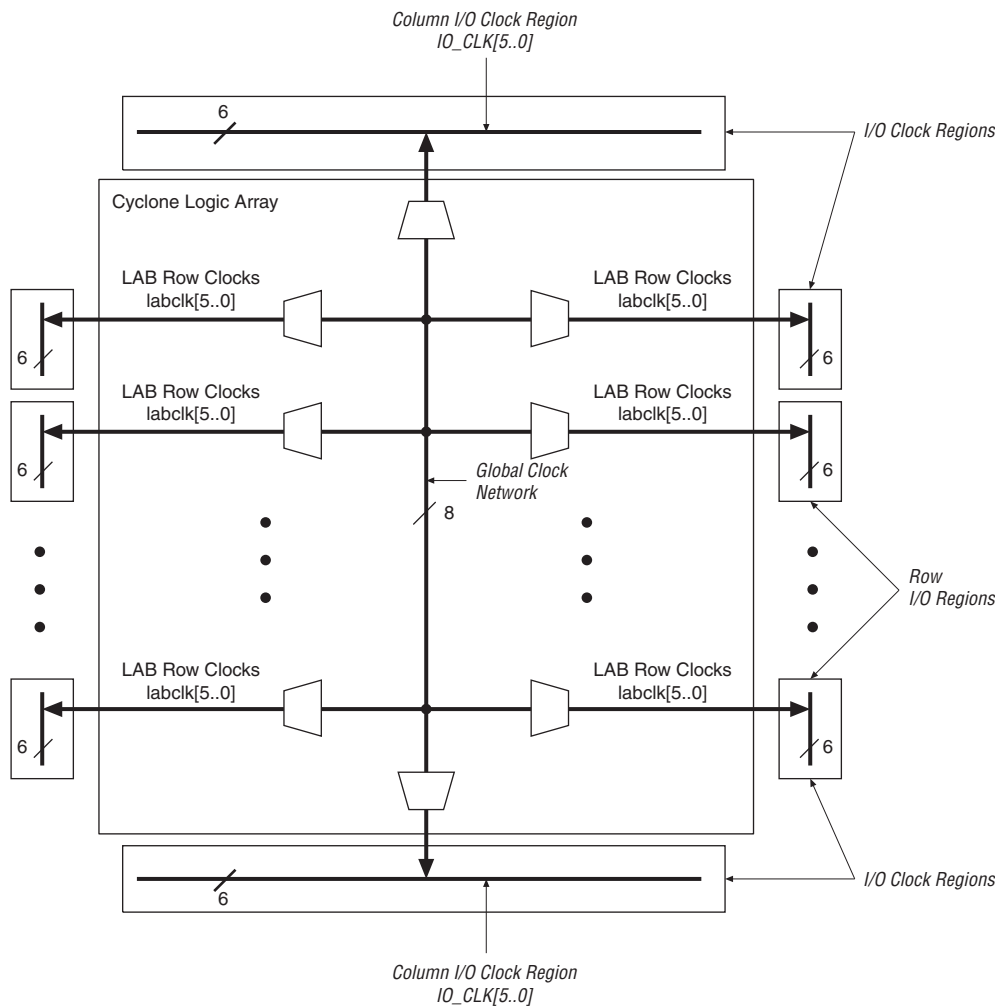 Column I/O Clock Region
IO_CLK[5..0]
6
I/O Clock Regions
Cyclone Logic Array
LAB Row Clocks
labclk[5..0]
LAB Row Clocks
labclk[5..0]
6
6
LAB Row Clocks
labclk[5..0]
LAB Row Clocks
labclk[5..0]
6
6
Global Clock
Network
8
Row
I/O Regions
LAB Row Clocks
labclk[5..0]
LAB Row Clocks
labclk[5..0]
6
6
6
I/O Clock Regions
Column I/O Clock Region
IO_CLK[5..0]